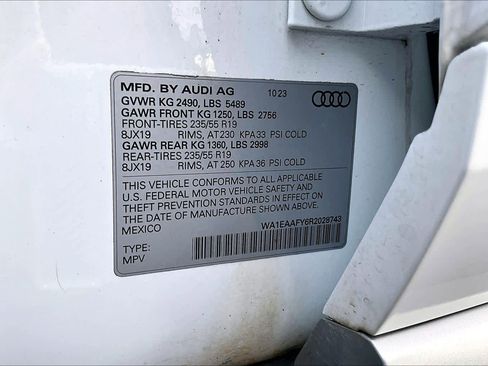 MFD. BY AUDI AG 10 23
GVWR KG 2490, LBS 5489
GAWR FRONT KG 1250, LBS 2756
FRONT-TIRES 235/55 R19
8JX19 RIMS, AT 230 KPA 33 PSI COLD
GAWR REAR KG 1360, LBS 2998
REAR-TIRES 235/55 R19
8JX19 RIMS, AT 250 KPA 36 PSI COLD
THIS VEHICLE CONFORMS TO ALL APPLICABLE
U.S. FEDERAL MOTOR VEHICLE SAFETY AND
THEFT PREVENTION STANDARDS IN EFFECT ON
THE DATE OF MANUFACTURE SHOWN ABOVE.
MEXICO WA1EAAFY6R2028743
TYPE:
MPV